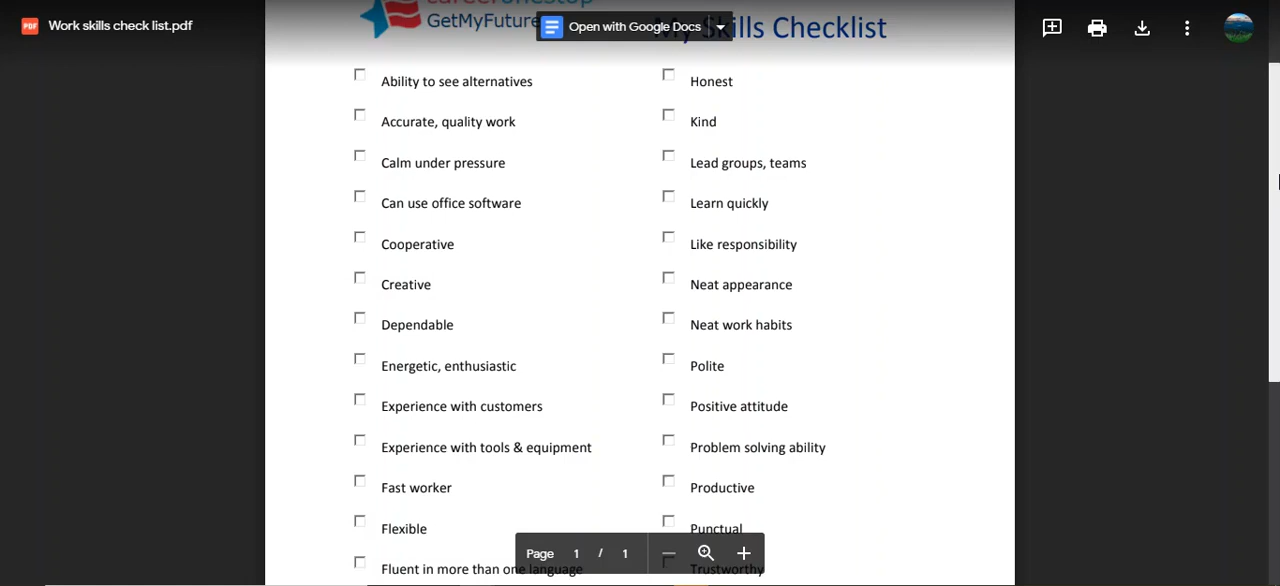 Work skills check list.pdf
careeronestop
GetMyFuture
Open with Google Docs
My Skills Checklist
Ability to see alternatives
Accurate, quality work
Calm under pressure
Can use office software
Cooperative
Creative
Dependable
Energetic, enthusiastic
Experience with customers
Experience with tools & equipment
Fast worker
Flexible
Fluent in more than one language
Honest
Kind
Lead groups, teams
Learn quickly
Like responsibility
Neat appearance
Neat work habits
Polite
Positive attitude
Problem solving ability
Productive
Punctual
Trustworthy
Page 1 / 1